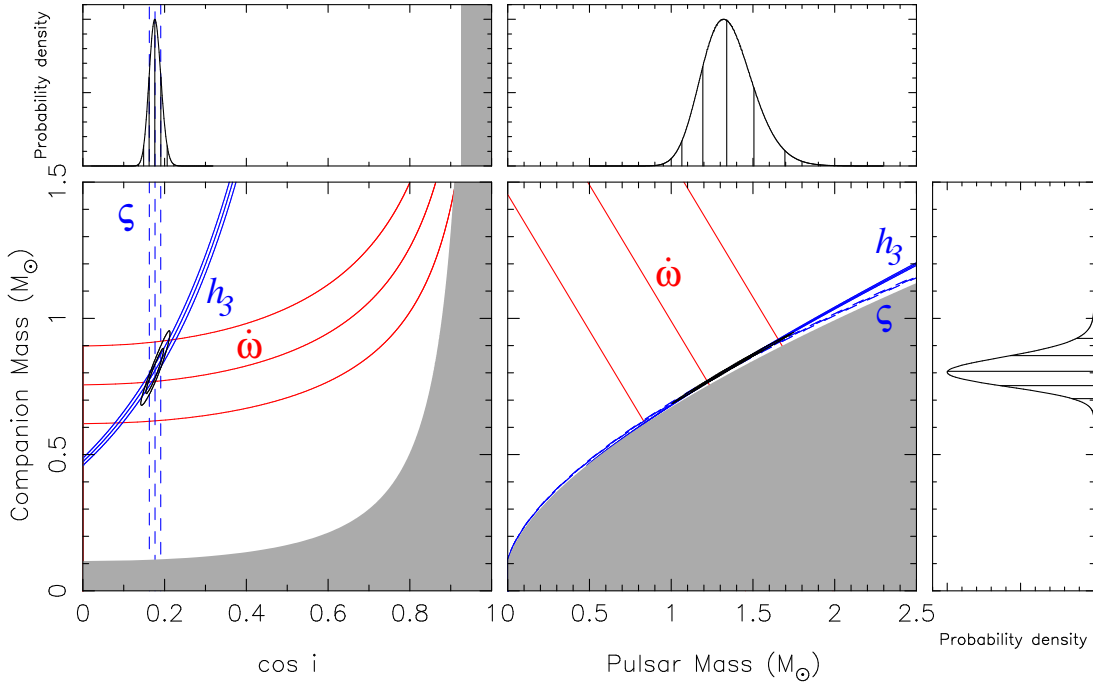 Probability density
1.5
1
0.5
0
Companion Mass (M⊙)
ς
h3
ω̇
0 0.2 0.4 0.6 0.8 1
cos i
h3
ω̇
ς
0 0.5 1 1.5 2 2.5
Pulsar Mass (M⊙)
Probability density